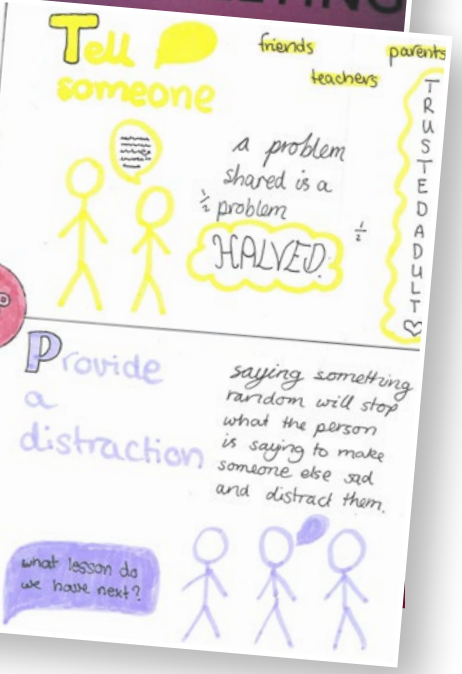 Tell
someone
friends
parents
teachers
TRUSTED ADULT
a problem
shared is a
1/2 problem
1/2
HALVED.
Provide
a
distraction
saying something
random will stop
what the person
is saying to make
someone else sad
and distract them.
what lesson do
we have next?